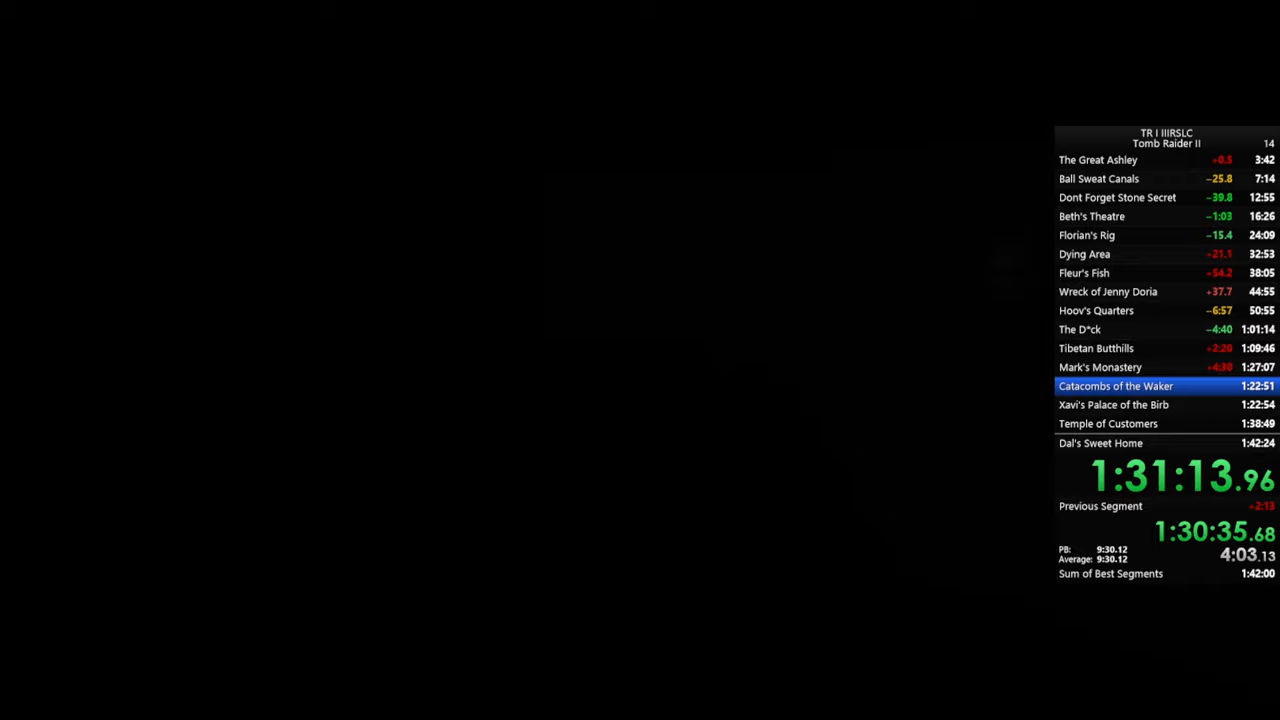 TR I IIIRSLC
Tomb Raider II 14
The Great Ashley +0.5 3:42
Ball Sweat Canals −25.8 7:14
Dont Forget Stone Secret −39.8 12:55
Beth's Theatre −1:03 16:26
Florian's Rig −15.4 24:09
Dying Area +21.1 32:53
Fleur's Fish +54.2 38:05
Wreck of Jenny Doria +37.7 44:55
Hoov's Quarters −6:57 50:55
The D*ck −4:40 1:01:14
Tibetan Butthills +2:20 1:09:46
Mark's Monastery +4:30 1:27:07
Catacombs of the Waker 1:22:51
Xavi's Palace of the Birb 1:22:54
Temple of Customers 1:38:49
Dal's Sweet Home 1:42:24
1:31:13.96
Previous Segment +2:13
1:30:35.68
PB: 9:30.12 4:03.13
Average: 9:30.12
Sum of Best Segments 1:42:00